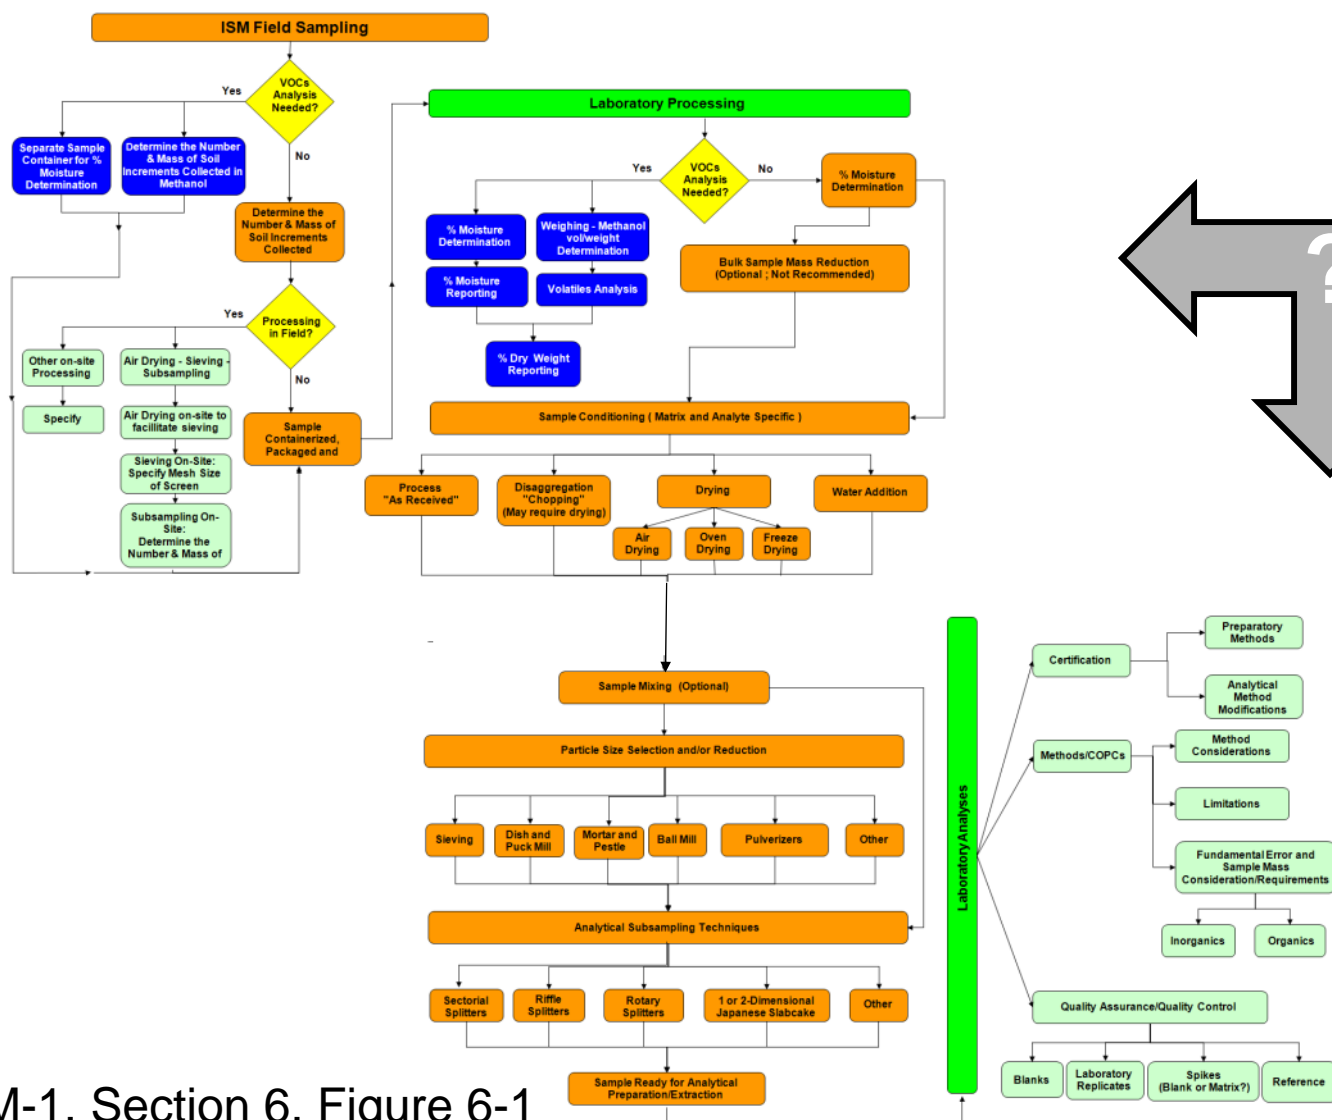 ISM Field Sampling
VOCs
Analysis
Needed?
Yes
No
Separate Sample
Container for %
Moisture
Determination
Determine the Number
& Mass of Soil
Increments Collected in
Methanol
Determine the
Number & Mass of
Soil Increments
Collected
Processing
in Field?
Yes
No
Other on-site
Processing
Specify
Air Drying - Sieving -
Subsampling
Air Drying on-site to
facillitate sieving
Sieving On-Site:
Specify Mesh Size
of Screen
Subsampling On-
Site:
Determine the
Number & Mass of
Sample
Containerized,
Packaged and
Laboratory Processing
VOCs
Analysis
Needed?
Yes
No
% Moisture
Determination
% Moisture
Determination
Weighing - Methanol
vol/weight
Determination
% Moisture
Reporting
Volatiles Analysis
% Dry Weight
Reporting
Bulk Sample Mass Reduction
(Optional ; Not Recommended)
Sample Conditioning ( Matrix and Analyte Specific )
Process
"As Received"
Disaggregation
"Chopping"
(May require drying)
Drying
Water Addition
Air
Drying
Oven
Drying
Freeze
Drying
Sample Mixing (Optional)
Particle Size Selection and/or Reduction
Sieving
Dish and
Puck Mill
Mortar and
Pestle
Ball Mill
Pulverizers
Other
Analytical Subsampling Techniques
Sectorial
Splitters
Riffle
Splitters
Rotary
Splitters
1 or 2-Dimensional
Japanese Slabcake
Other
Sample Ready for Analytical
Preparation/Extraction
Laboratory Analyses
Certification
Preparatory
Methods
Analytical
Method
Modifications
Methods/COPCs
Method
Considerations
Limitations
Fundamental Error and
Sample Mass
Consideration/Requirements
Inorganics
Organics
Quality Assurance/Quality Control
Blanks
Laboratory
Replicates
Spikes
(Blank or Matrix?)
Reference
?
M-1, Section 6, Figure 6-1